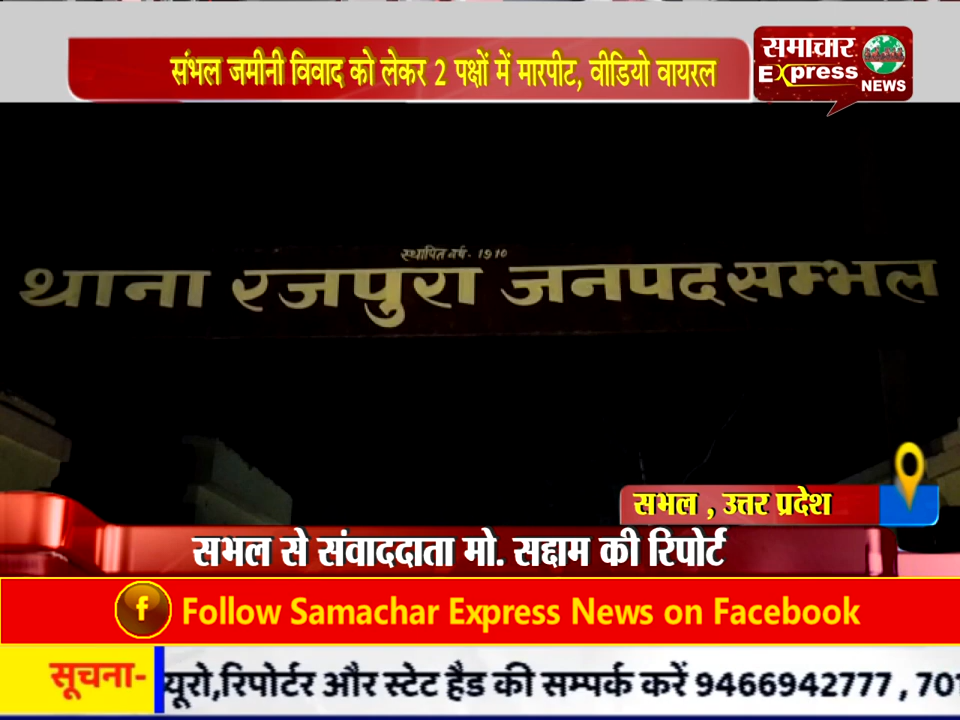 संभल जमीनी विवाद को लेकर 2 पक्षों में मारपीट, वीडियो वायरल
समाचार
Express
NEWS
स्थापित वर्ष - 1910
थाना रजपुरा जनपद सम्भल
सभल , उत्तर प्रदेश
सभल से संवाददाता मो. सद्दाम की रिपोर्ट
f Follow Samachar Express News on Facebook
सूचना- यूरो,रिपोर्टर और स्टेट हैड की सम्पर्क करें 9466942777 , 701